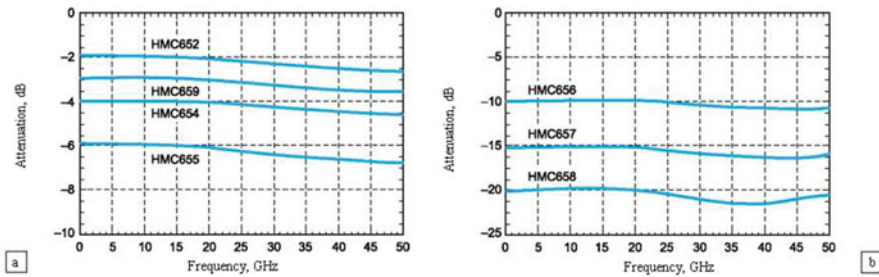 0
−2
−4
−6
−8
−10
Attenuation, dB
HMC652
HMC659
HMC654
HMC655
0 5 10 15 20 25 30 35 40 45 50
Frequency, GHz
a
0
−5
−10
−15
−20
−25
Attenuation, dB
HMC656
HMC657
HMC658
0 5 10 15 20 25 30 35 40 45 50
Frequency, GHz
b